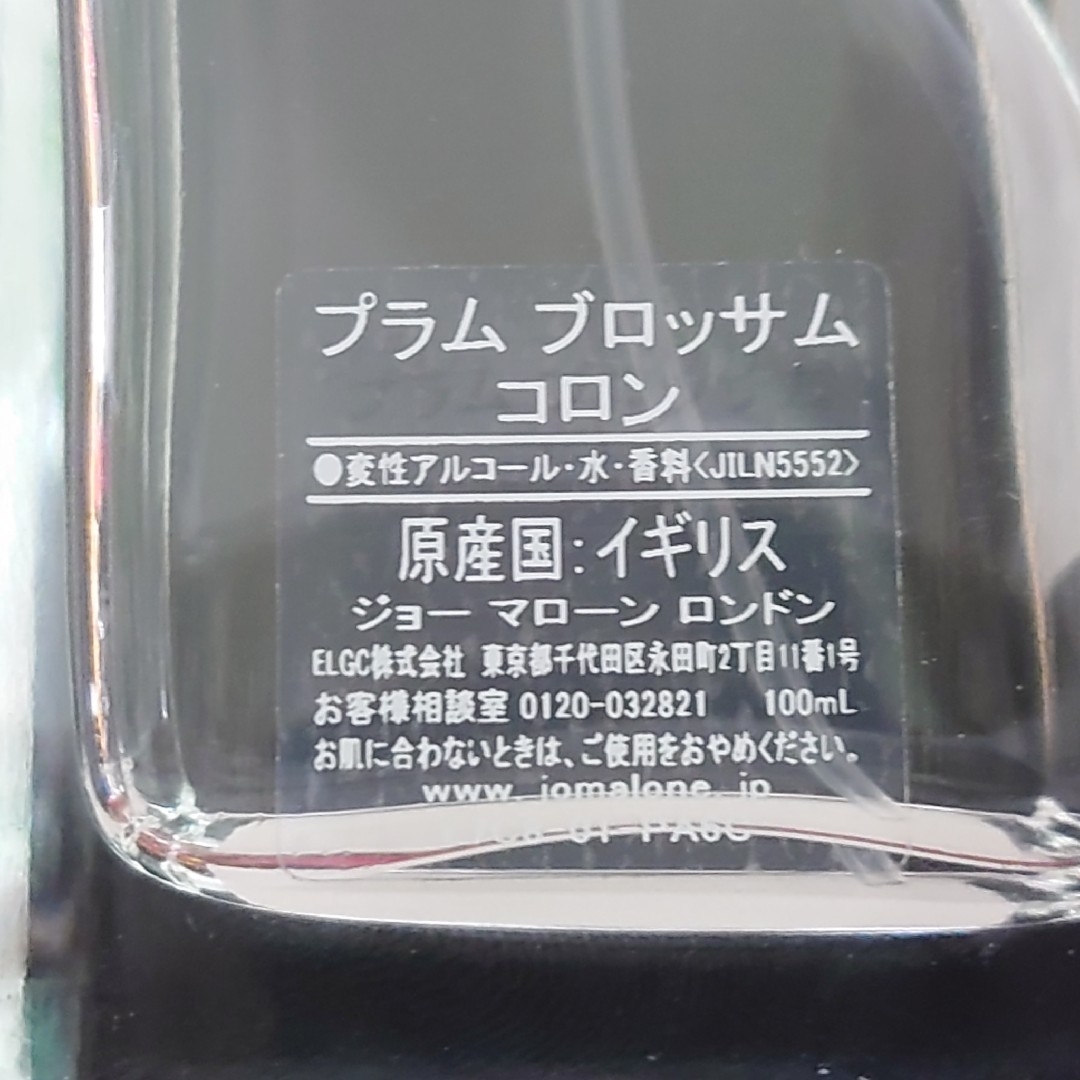 プラム ブロッサム
コロン
●変性アルコール・水・香料<JILN5552>
原産国：イギリス
ジョー マローン ロンドン
ELGC株式会社 東京都千代田区永田町2丁目11番1号
お客様相談室 0120-032821 100mL
お肌に合わないときは、ご使用をおやめください。
www. jomalone. jp